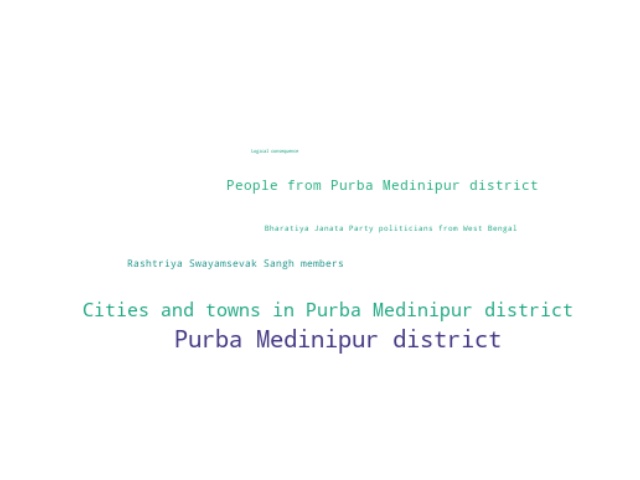 Logical consequence
People from Purba Medinipur district
Bharatiya Janata Party politicians from West Bengal
Rashtriya Swayamsevak Sangh members
Cities and towns in Purba Medinipur district
Purba Medinipur district